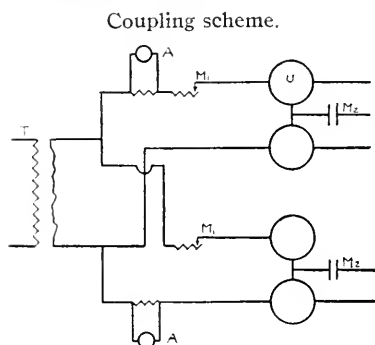 Coupling scheme.
A
M₁
U
M₂
T
M₁
M₂
A